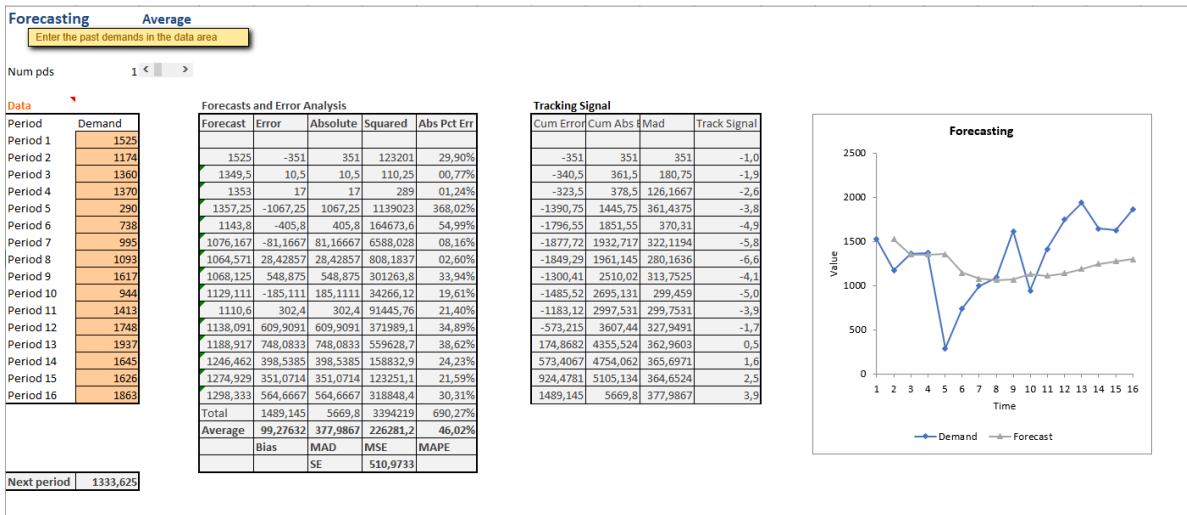 Forecasting Average
Enter the past demands in the data area
Num pds 1 < >
Data Forecasts and Error Analysis Tracking Signal
Period Demand Forecast Error Absolute Squared Abs Pct Err Cum Error Cum Abs E Mad Track Signal
Period 1 1525
Period 2 1174 1525 -351 351 123201 29,90% -351 351 351 -1,0
Period 3 1360 1349,5 10,5 10,5 110,25 00,77% -340,5 361,5 180,75 -1,9
Period 4 1370 1353 17 17 289 01,24% -323,5 378,5 126,1667 -2,6
Period 5 290 1357,25 -1067,25 1067,25 1139023 368,02% -1390,75 1445,75 361,4375 -3,8
Period 6 738 1143,8 -405,8 405,8 164673,6 54,99% -1796,55 1851,55 370,31 -4,9
Period 7 995 1076,167 -81,1667 81,16667 6588,028 08,16% -1877,72 1932,717 322,1194 -5,8
Period 8 1093 1064,571 28,42857 28,42857 808,1837 02,60% -1849,29 1961,145 280,1636 -6,6
Period 9 1617 1068,125 548,875 548,875 301263,8 33,94% -1300,41 2510,02 313,7525 -4,1
Period 10 944 1129,111 -185,111 185,1111 34266,12 19,61% -1485,52 2695,131 299,459 -5,0
Period 11 1413 1110,6 302,4 302,4 91445,76 21,40% -1183,12 2997,531 299,7531 -3,9
Period 12 1748 1138,091 609,9091 609,9091 371989,1 34,89% -573,215 3607,44 327,9491 -1,7
Period 13 1937 1188,917 748,0833 748,0833 559628,7 38,62% 174,8682 4355,524 362,9603 0,5
Period 14 1645 1246,462 398,5385 398,5385 158832,9 24,23% 573,4067 4754,062 365,6971 1,6
Period 15 1626 1274,929 351,0714 351,0714 123251,1 21,59% 924,4781 5105,134 364,6524 2,5
Period 16 1863 1298,333 564,6667 564,6667 318848,4 30,31% 1489,145 5669,8 377,9867 3,9
Total 1489,145 5669,8 3394219 690,27%
Average 99,27632 377,9867 226281,2 46,02%
Bias MAD MSE MAPE
SE 510,9733
Next period 1333,625
Forecasting
Value
2500
2000
1500
1000
500
0
1 2 3 4 5 6 7 8 9 10 11 12 13 14 15 16
Time
Demand Forecast